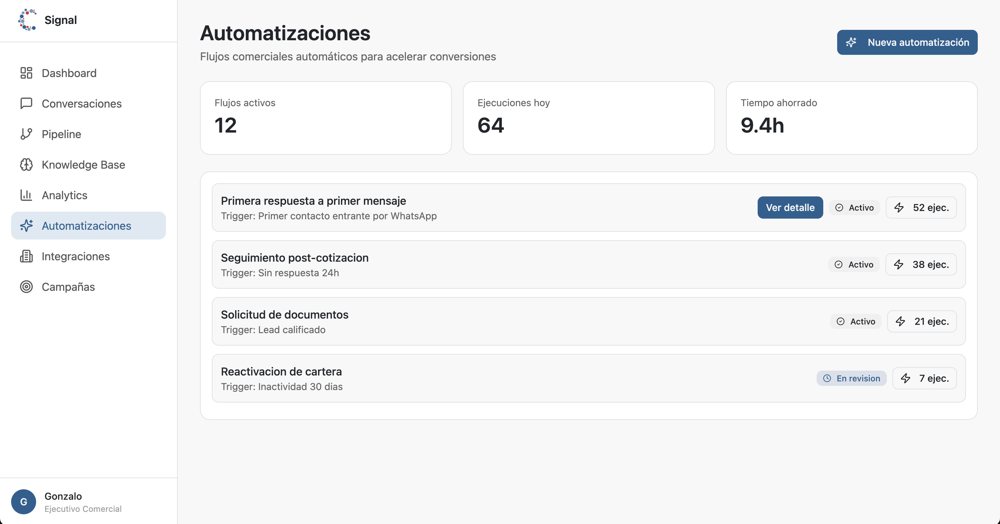 Signal
Dashboard
Conversaciones
Pipeline
Knowledge Base
Analytics
Automatizaciones
Integraciones
Campañas
G
Gonzalo
Ejecutivo Comercial
Automatizaciones
Flujos comerciales automáticos para acelerar conversiones
Nueva automatización
Flujos activos
12
Ejecuciones hoy
64
Tiempo ahorrado
9.4h
Primera respuesta a primer mensaje
Trigger: Primer contacto entrante por WhatsApp
Ver detalle
Activo
52 ejec.
Seguimiento post-cotizacion
Trigger: Sin respuesta 24h
Activo
38 ejec.
Solicitud de documentos
Trigger: Lead calificado
Activo
21 ejec.
Reactivacion de cartera
Trigger: Inactividad 30 dias
En revision
7 ejec.